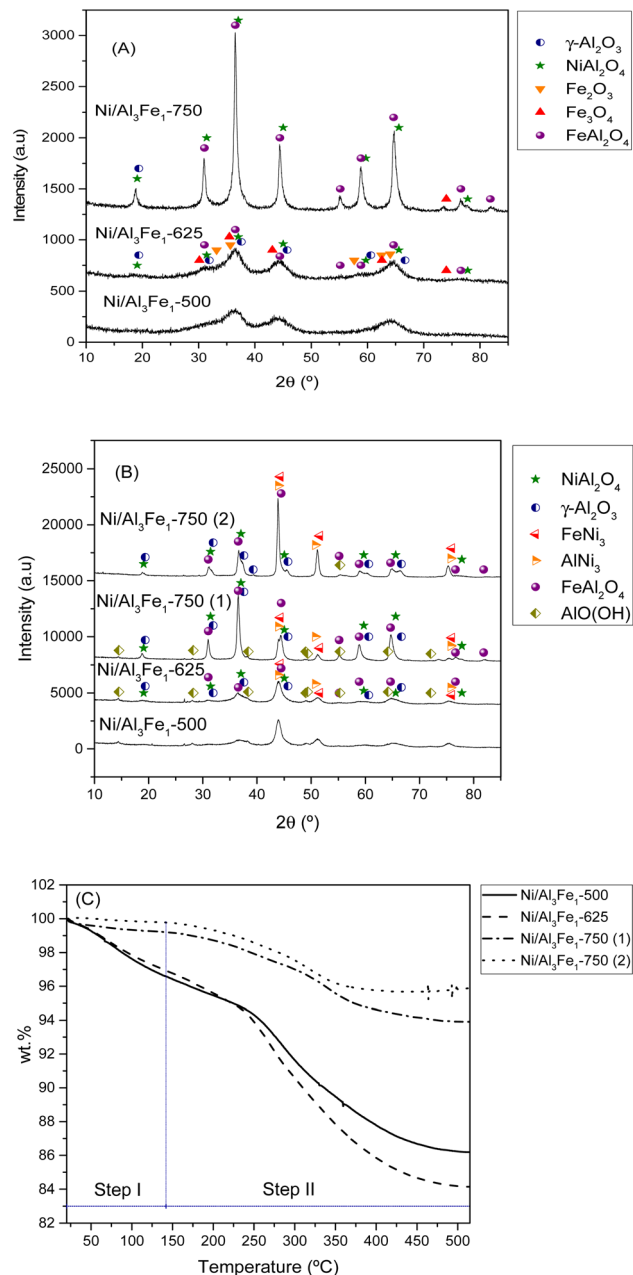 (A)
3000
2500
2000
1500
1000
500
0
Intensity (a.u)
Ni/Al₃Fe₁-750
Ni/Al₃Fe₁-625
Ni/Al₃Fe₁-500
10 20 30 40 50 60 70 80
2θ (º)
γ-Al₂O₃
NiAl₂O₄
Fe₂O₃
Fe₃O₄
FeAl₂O₄
(B)
25000
20000
15000
10000
5000
0
Intensity (a.u)
Ni/Al₃Fe₁-750 (2)
Ni/Al₃Fe₁-750 (1)
Ni/Al₃Fe₁-625
Ni/Al₃Fe₁-500
10 20 30 40 50 60 70 80
2θ (º)
NiAl₂O₄
γ-Al₂O₃
FeNi₃
AlNi₃
FeAl₂O₄
AlO(OH)
(C)
102
100
98
96
94
92
90
88
86
84
82
wt.%
Step I
Step II
50 100 150 200 250 300 350 400 450 500
Temperature (ºC)
Ni/Al₃Fe₁-500
Ni/Al₃Fe₁-625
Ni/Al₃Fe₁-750 (1)
Ni/Al₃Fe₁-750 (2)